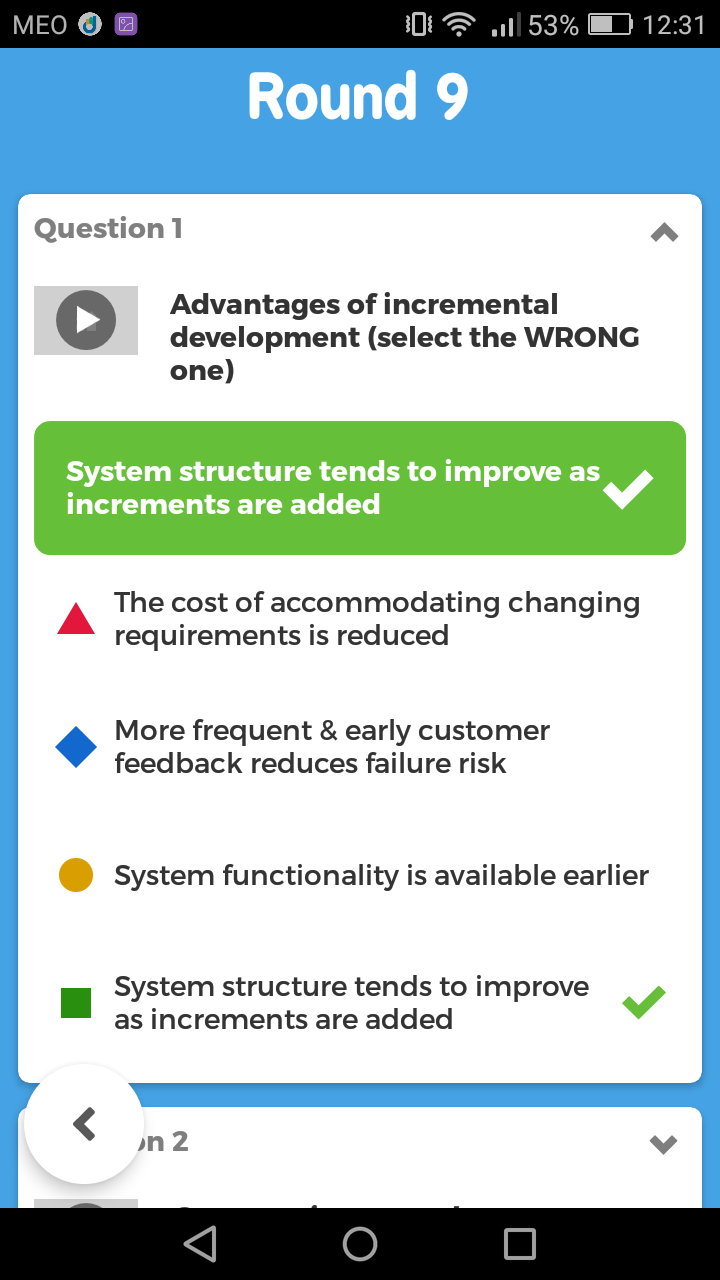 MEO 53% 12:31
Round 9
Question 1
Advantages of incremental
development (select the WRONG
one)
System structure tends to improve as
increments are added
The cost of accommodating changing
requirements is reduced
More frequent & early customer
feedback reduces failure risk
System functionality is available earlier
System structure tends to improve
as increments are added
2